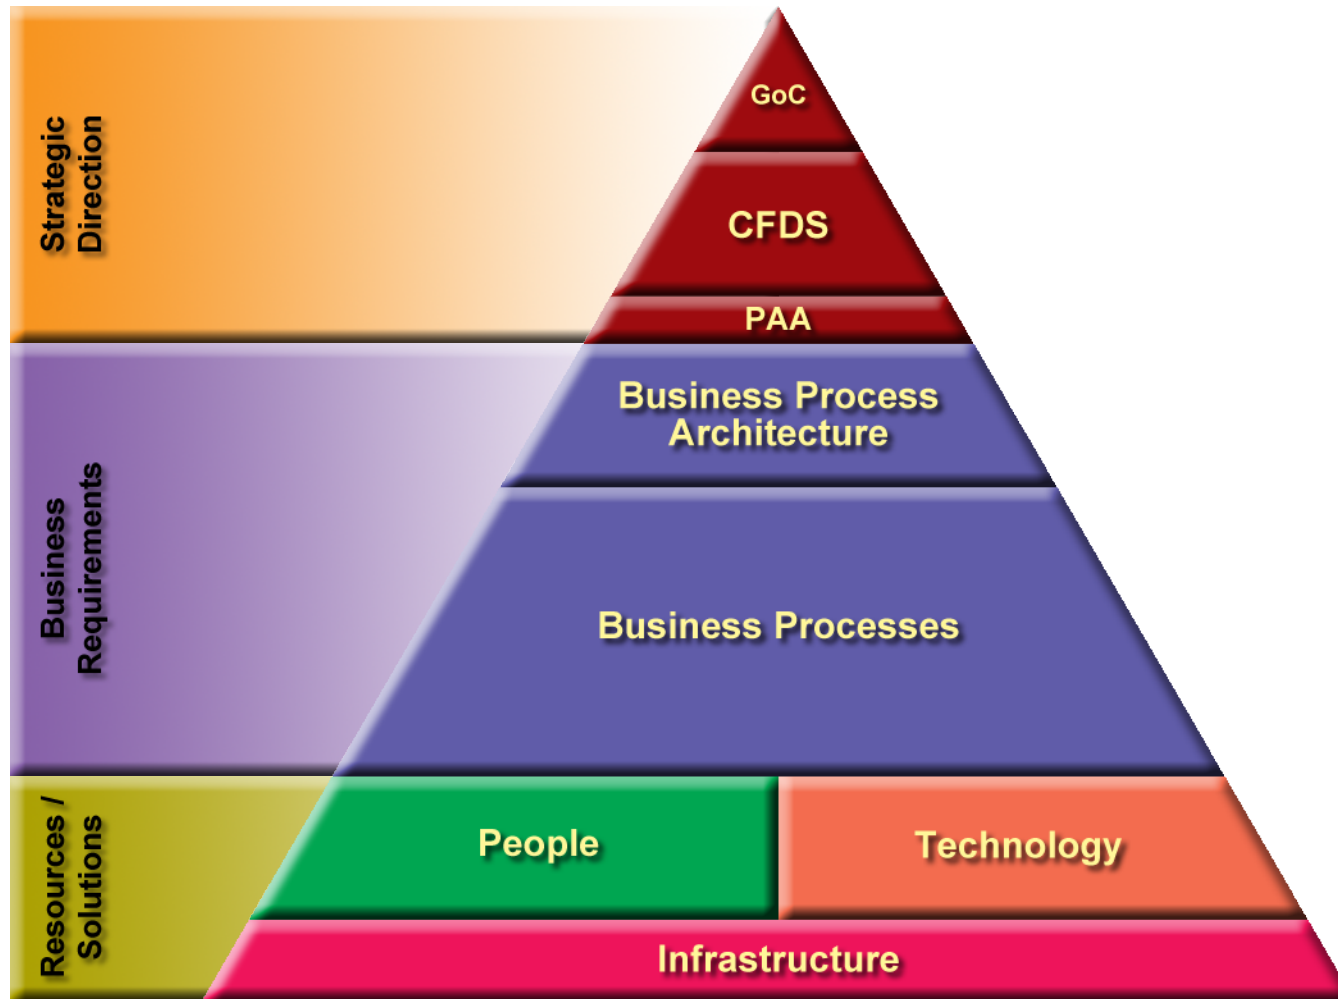 GoC
CFDS
PAA
Strategic
Direction
Business Process
Architecture
Business Processes
Business
Requirements
People
Technology
Infrastructure
Resources /
Solutions